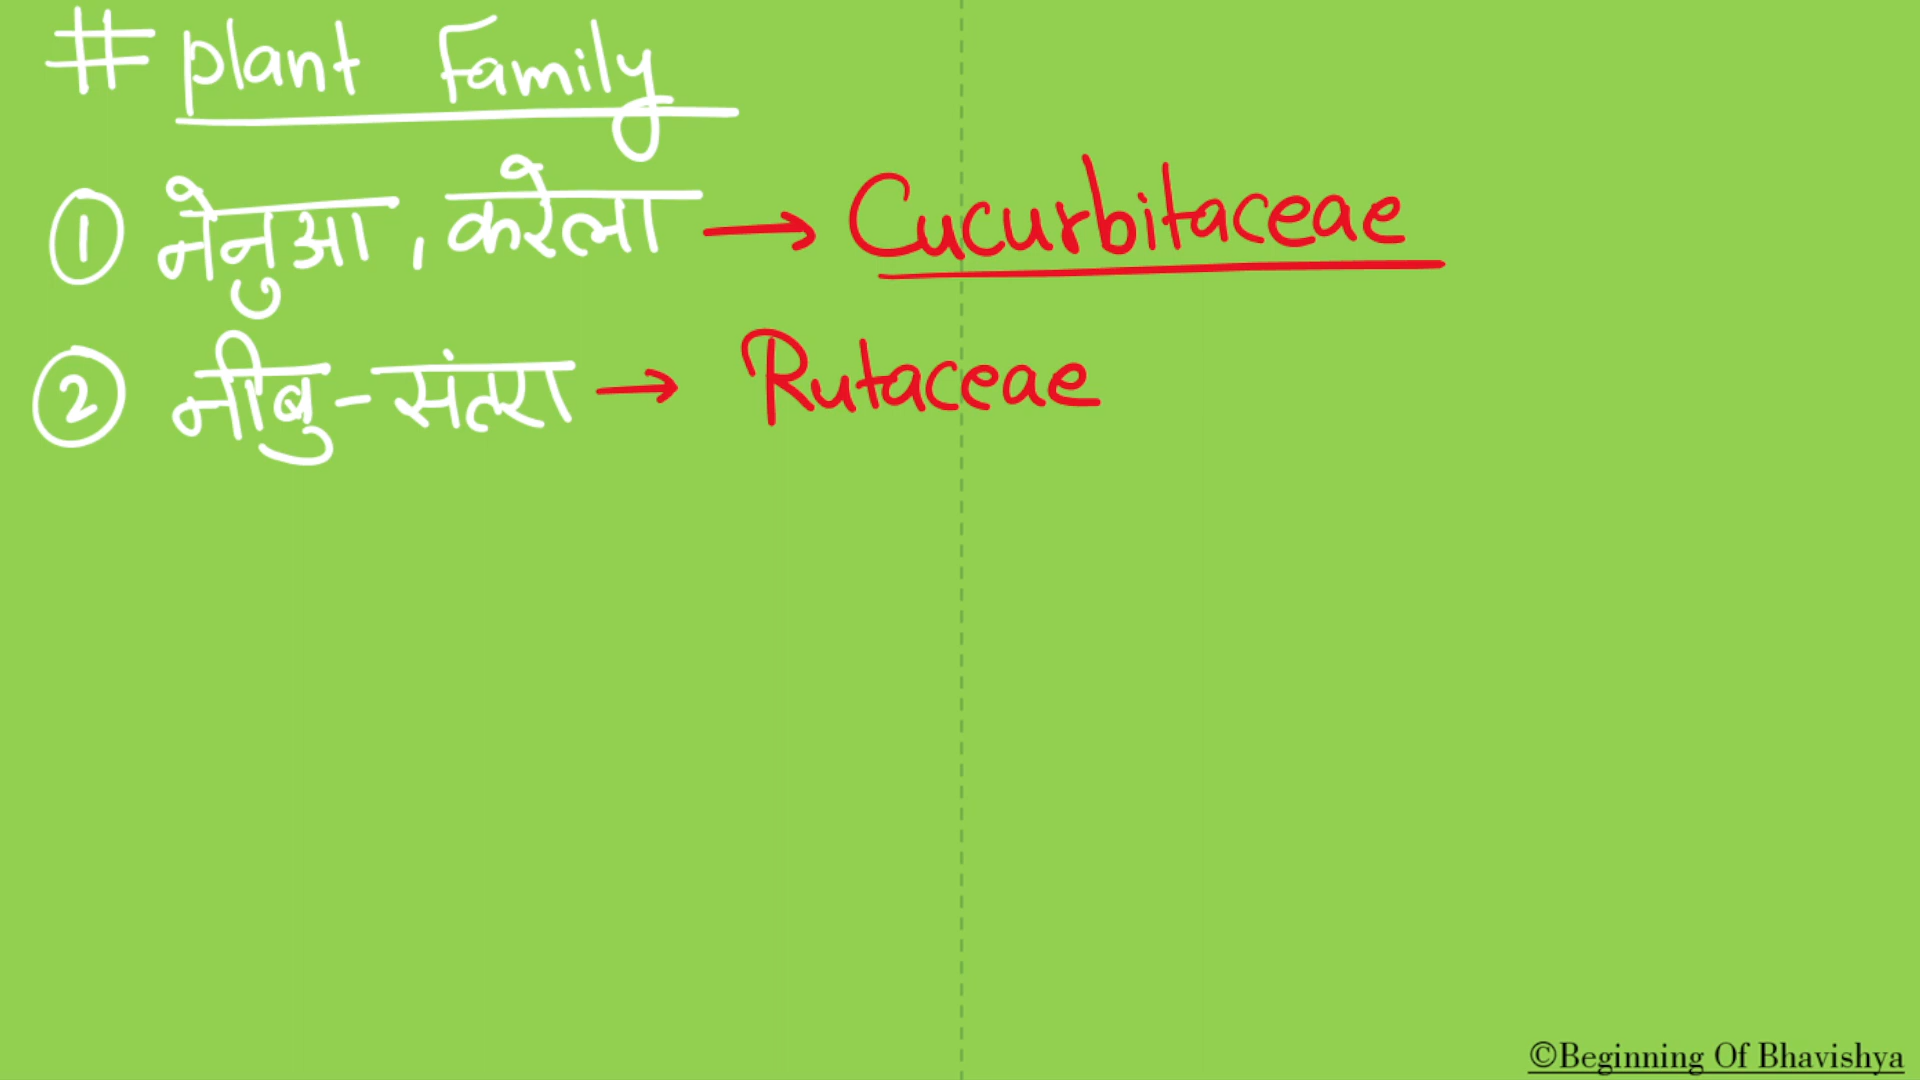 # plant Family
① नेनुआ, करेला → Cucurbitaceae
② नीबु - संतरा → Rutaceae
©Beginning Of Bhavishya